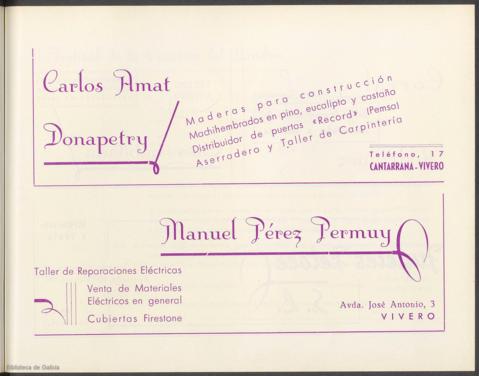 Carlos Amat
Donapetry
Maderas para construcción
Machihembrados en pino, eucalipto y castaño
Distribuidor de puertas «Record» (Pemsa)
Aserradero y Taller de Carpintería
Teléfono, 17
CANTARRANA - VIVERO
Manuel Pérez Permuy
Taller de Reparaciones Eléctricas
Venta de Materiales
Eléctricos en general
Cubiertas Firestone
Avda. José Antonio, 3
VIVERO
Biblioteca de Galicia